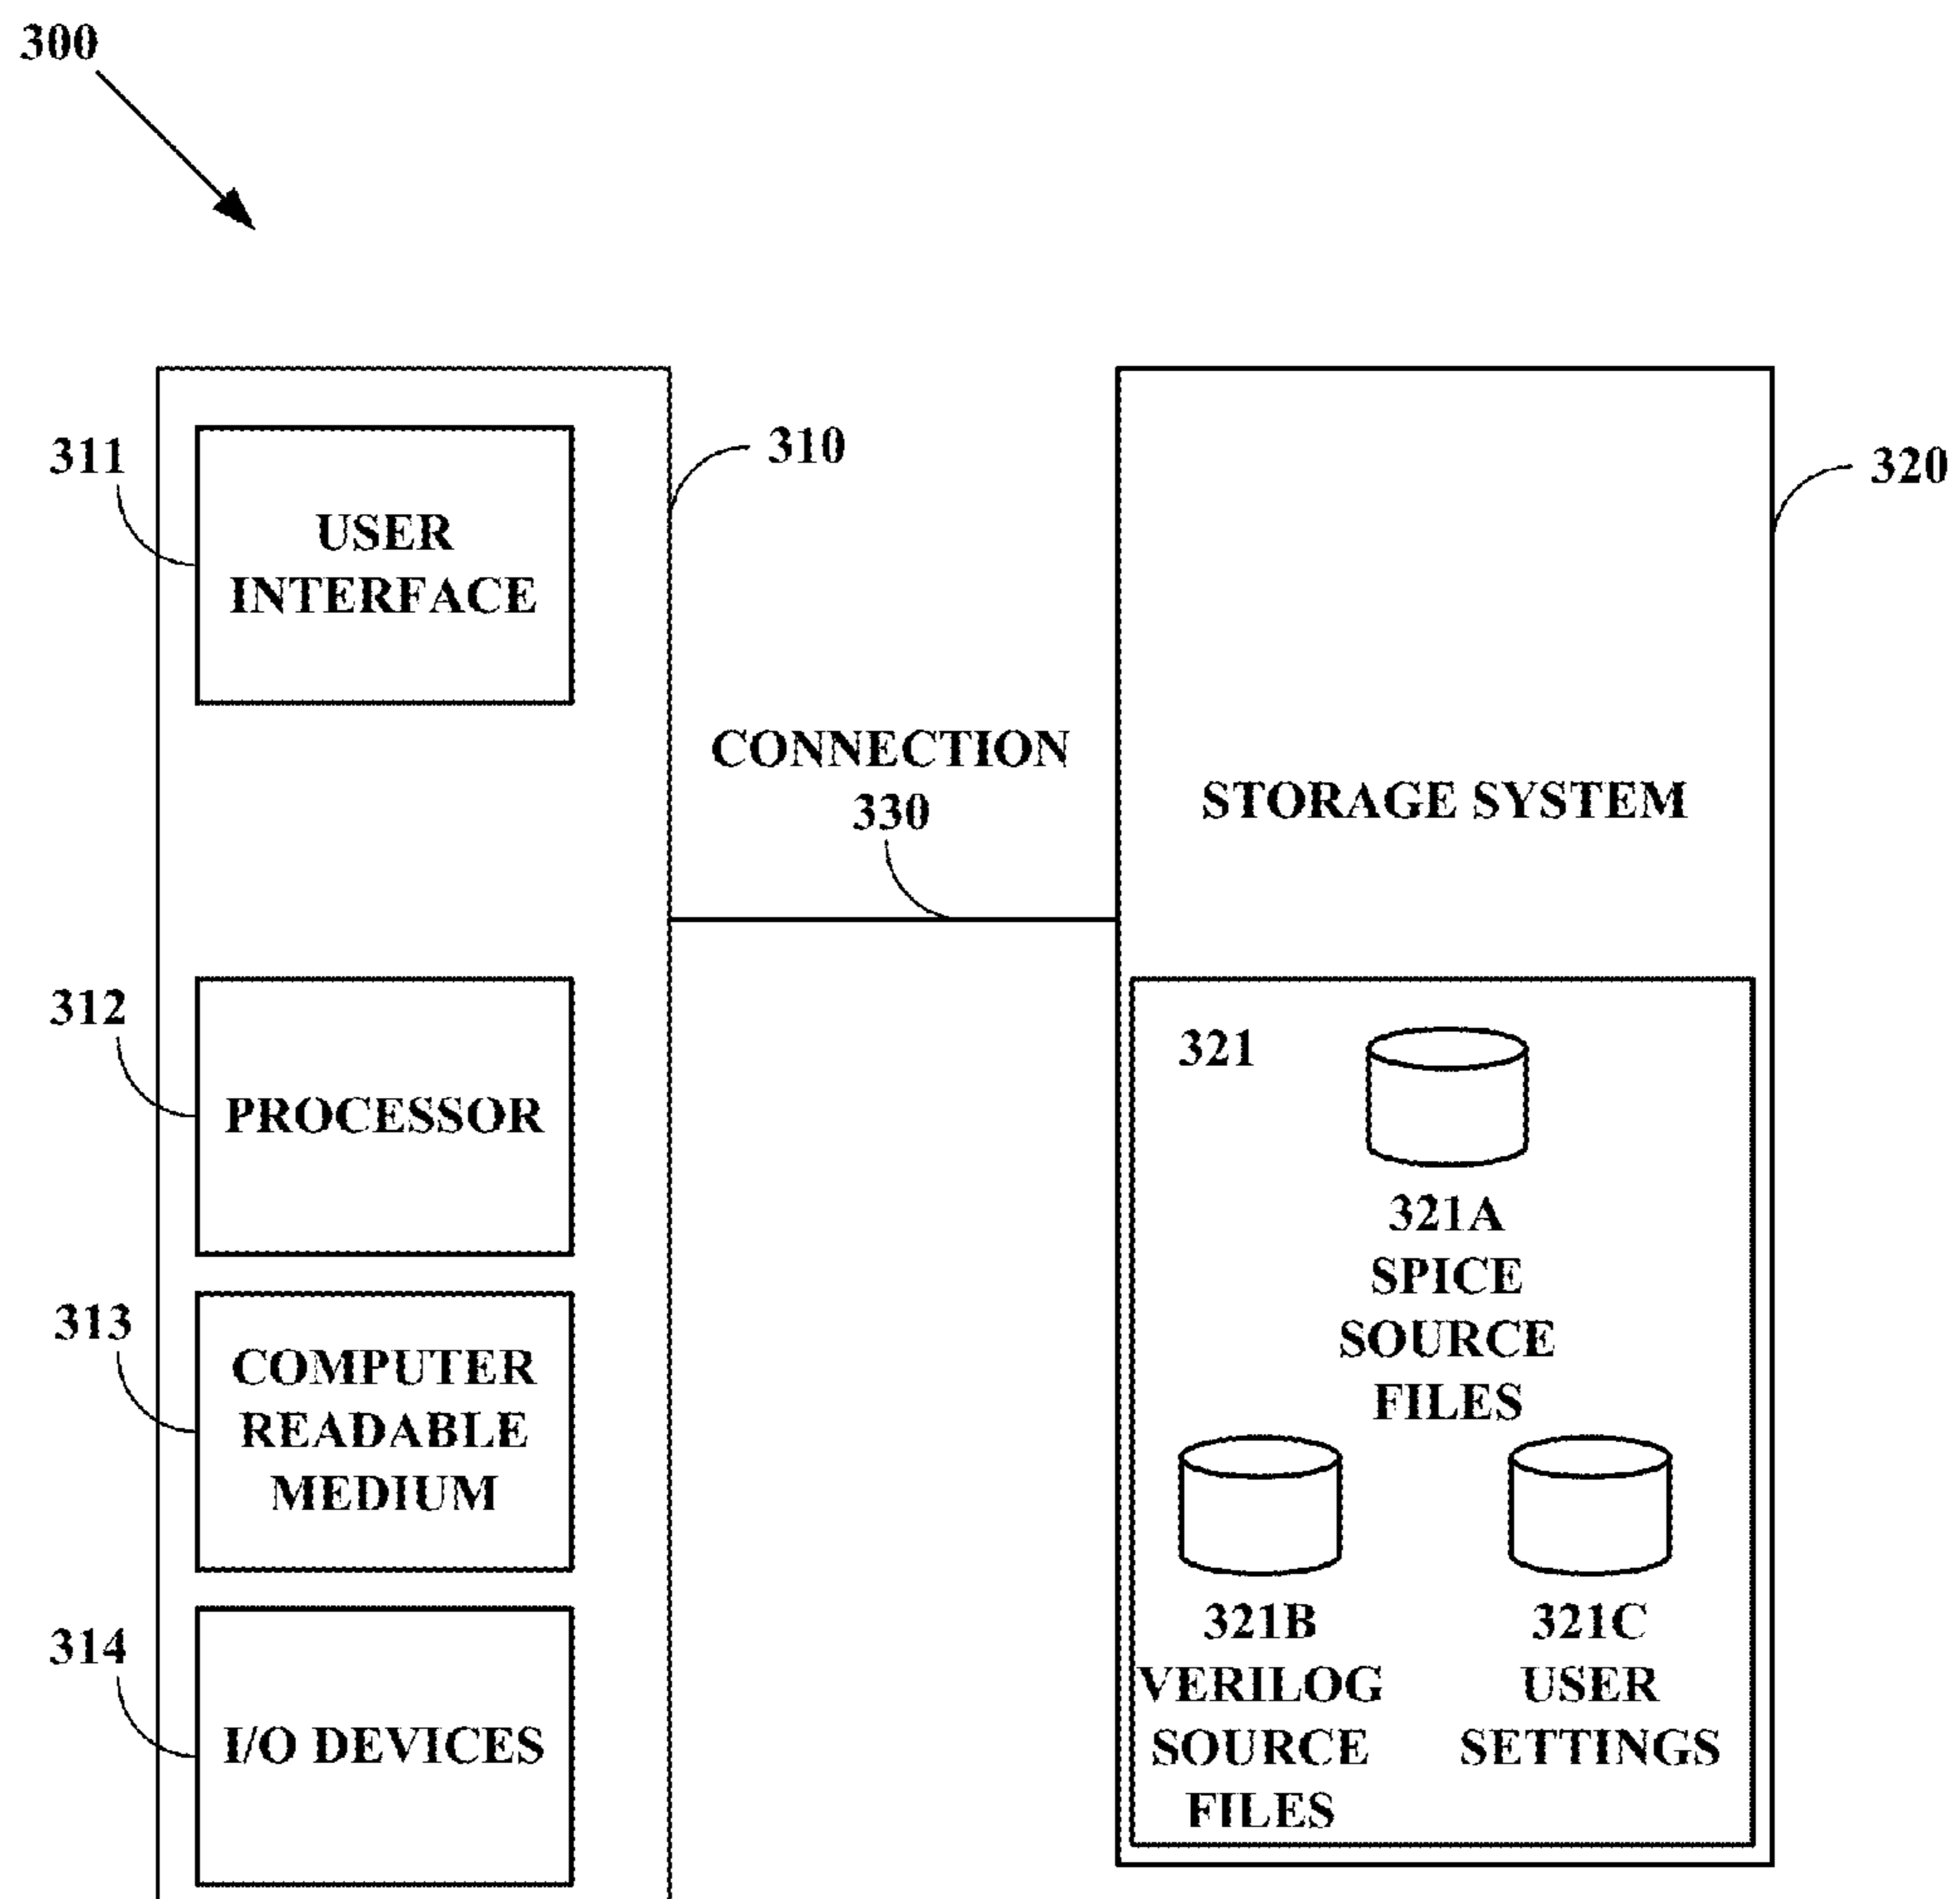 300
311
USER
INTERFACE
310
320
CONNECTION
330
STORAGE SYSTEM
312
PROCESSOR
313
COMPUTER
READABLE
MEDIUM
314
I/O DEVICES
321
321A
SPICE
SOURCE
FILES
321B
VERILOG
SOURCE
FILES
321C
USER
SETTINGS